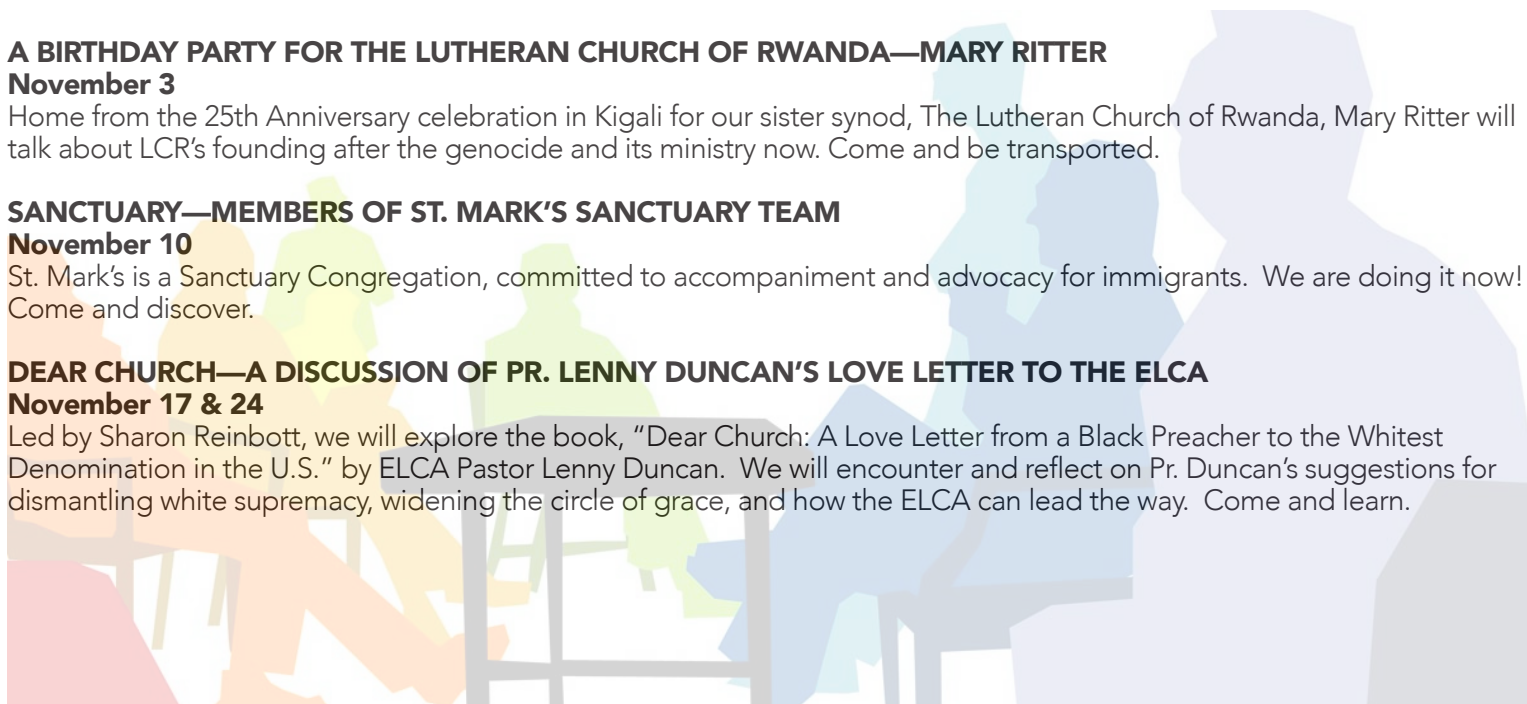 A BIRTHDAY PARTY FOR THE LUTHERAN CHURCH OF RWANDA—MARY RITTER
November 3
Home from the 25th Anniversary celebration in Kigali for our sister synod, The Lutheran Church of Rwanda, Mary Ritter will
talk about LCR’s founding after the genocide and its ministry now. Come and be transported.
SANCTUARY—MEMBERS OF ST. MARK’S SANCTUARY TEAM
November 10
St. Mark’s is a Sanctuary Congregation, committed to accompaniment and advocacy for immigrants.  We are doing it now!
Come and discover.
DEAR CHURCH—A DISCUSSION OF PR. LENNY DUNCAN’S LOVE LETTER TO THE ELCA
November 17 & 24
Led by Sharon Reinbott, we will explore the book, “Dear Church: A Love Letter from a Black Preacher to the Whitest
Denomination in the U.S.” by ELCA Pastor Lenny Duncan.  We will encounter and reflect on Pr. Duncan’s suggestions for
dismantling white supremacy, widening the circle of grace, and how the ELCA can lead the way.  Come and learn.